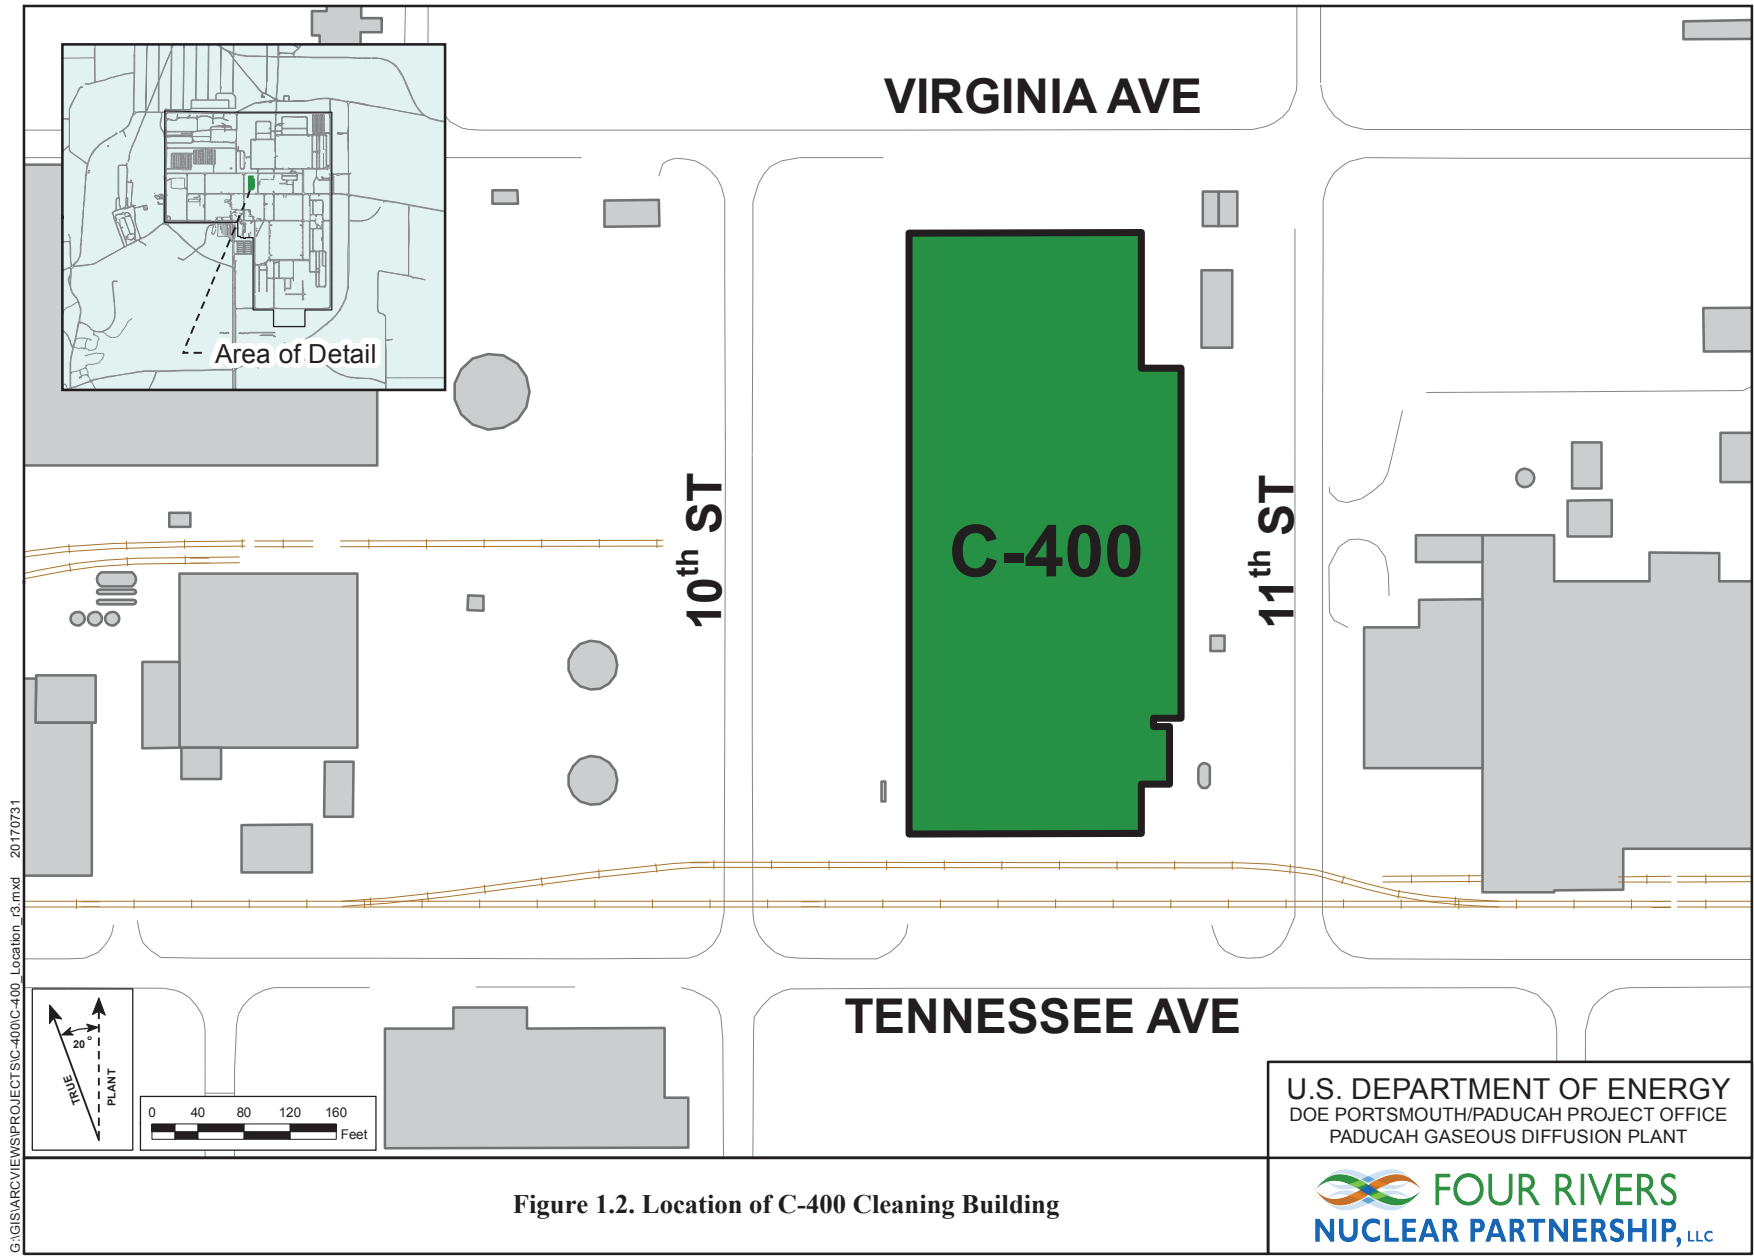 VIRGINIA AVE
Area of Detail
10th ST
C-400
11th ST
TENNESSEE AVE
20°
TRUE
PLANT
0 40 80 120 160
Feet
U.S. DEPARTMENT OF ENERGY
DOE PORTSMOUTH/PADUCAH PROJECT OFFICE
PADUCAH GASEOUS DIFFUSION PLANT
G:\GIS\ARCVIEWS\PROJECTS\C-400\C-400_Location_r3.mxd 20170731
Figure 1.2. Location of C-400 Cleaning Building
FOUR RIVERS
NUCLEAR PARTNERSHIP, LLC